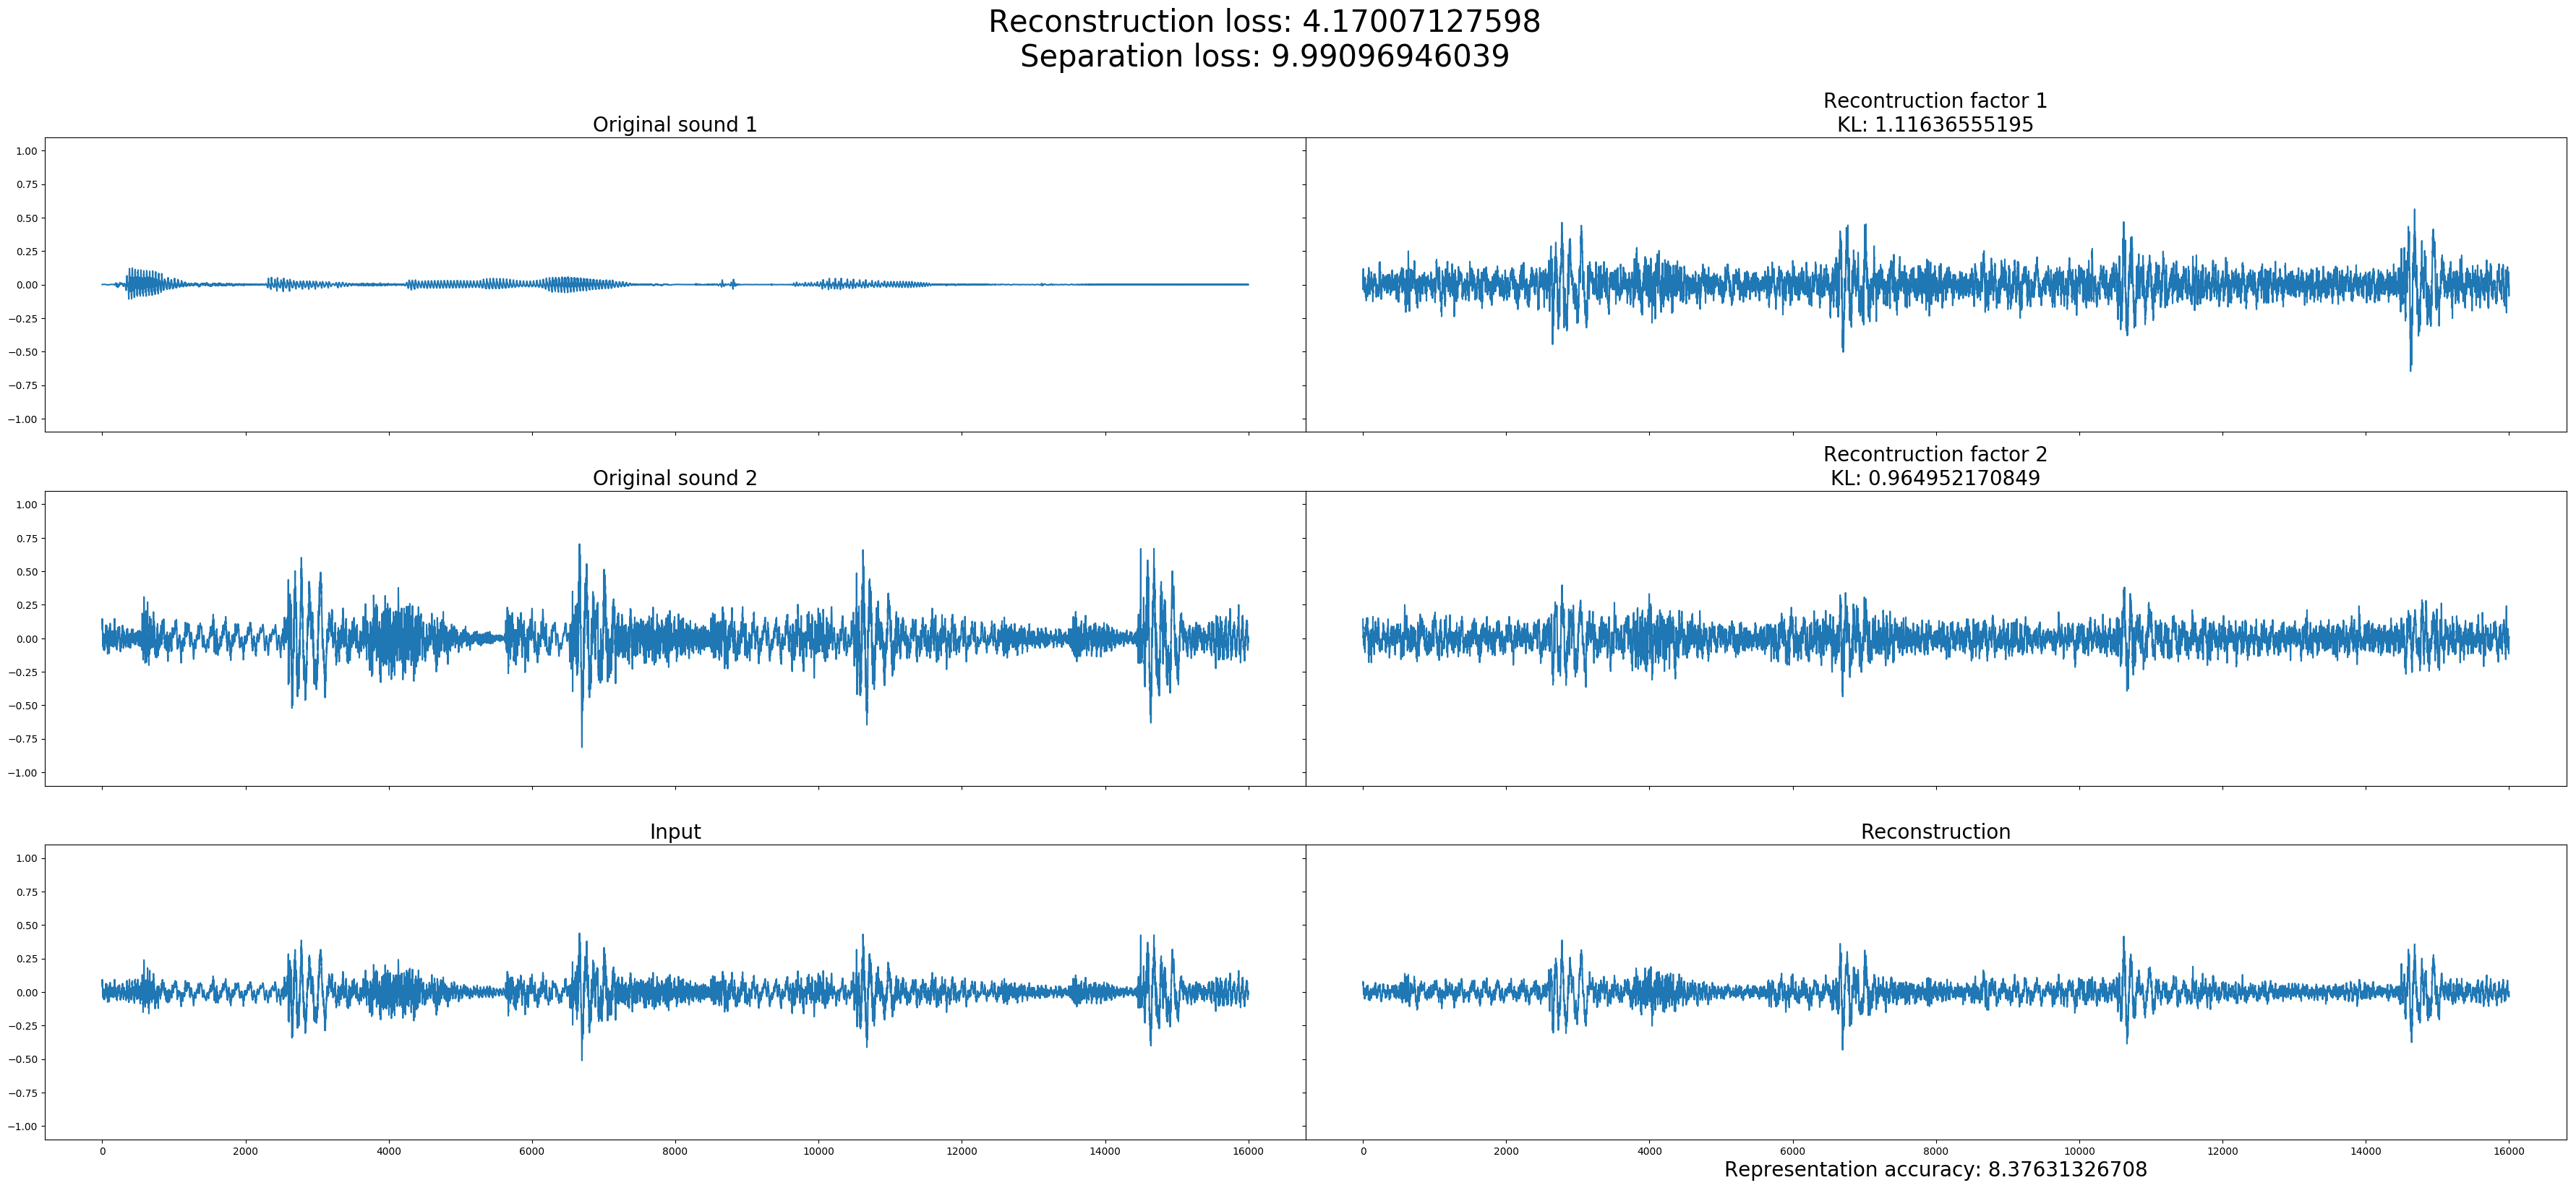 Reconstruction loss: 4.17007127598
Separation loss: 9.99096946039
Original sound 1
Recontruction factor 1
KL: 1.11636555195
1.00
0.75
0.50
0.25
0.00
−0.25
−0.50
−0.75
−1.00
Original sound 2
Recontruction factor 2
KL: 0.964952170849
1.00
0.75
0.50
0.25
0.00
−0.25
−0.50
−0.75
−1.00
Input
Reconstruction
1.00
0.75
0.50
0.25
0.00
−0.25
−0.50
−0.75
−1.00
0 2000 4000 6000 8000 10000 12000 14000 16000
0 2000 4000 6000 8000 10000 12000 14000 16000
Representation accuracy: 8.37631326708